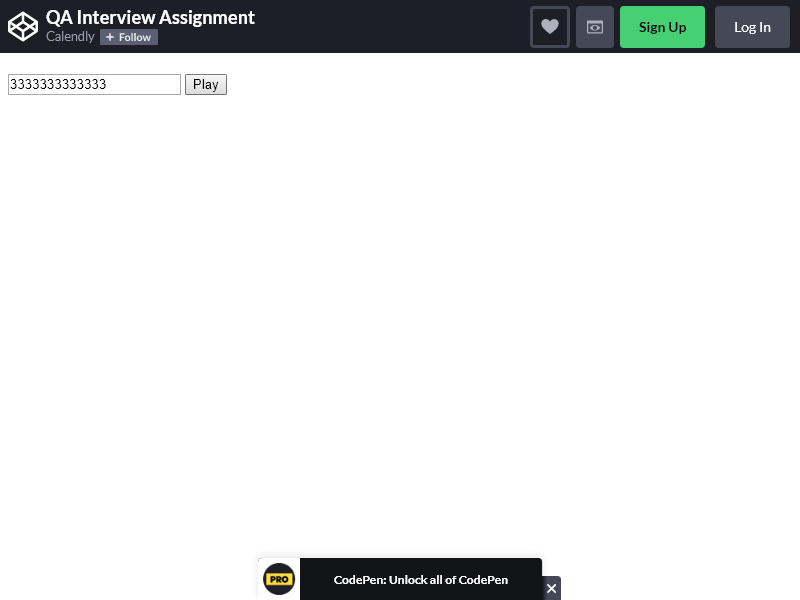 QA Interview Assignment
Calendly + Follow
Sign Up
Log In
3333333333333 Play
PRO
CodePen: Unlock all of CodePen